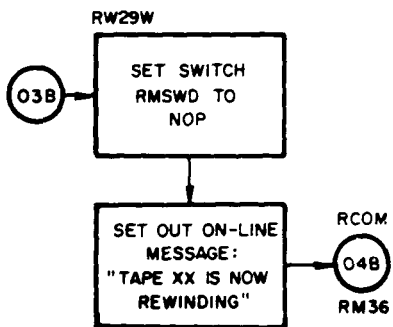 RW29W
03B
SET SWITCH
RMSWD TO
NOP
SET OUT ON-LINE
MESSAGE:
"TAPE XX IS NOW
REWINDING"
RCOM
04B
RM36